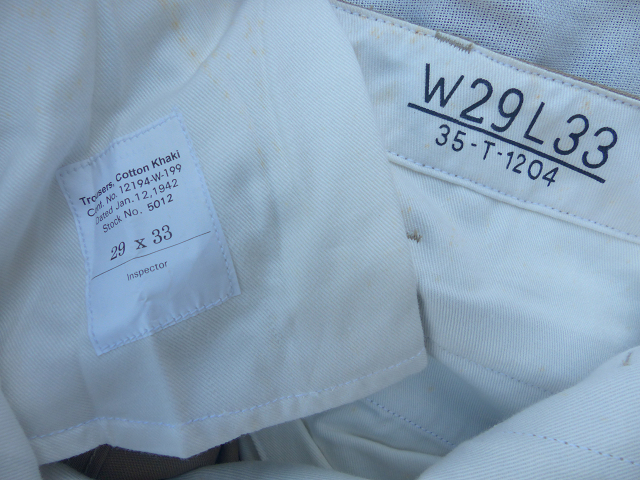 Trousers, Cotton Khaki
Cont. No. 12194-W-199
Dated Jan. 12, 1942
Stock No. 5012
29 x 33
Inspector
W29L33
35-T-1204